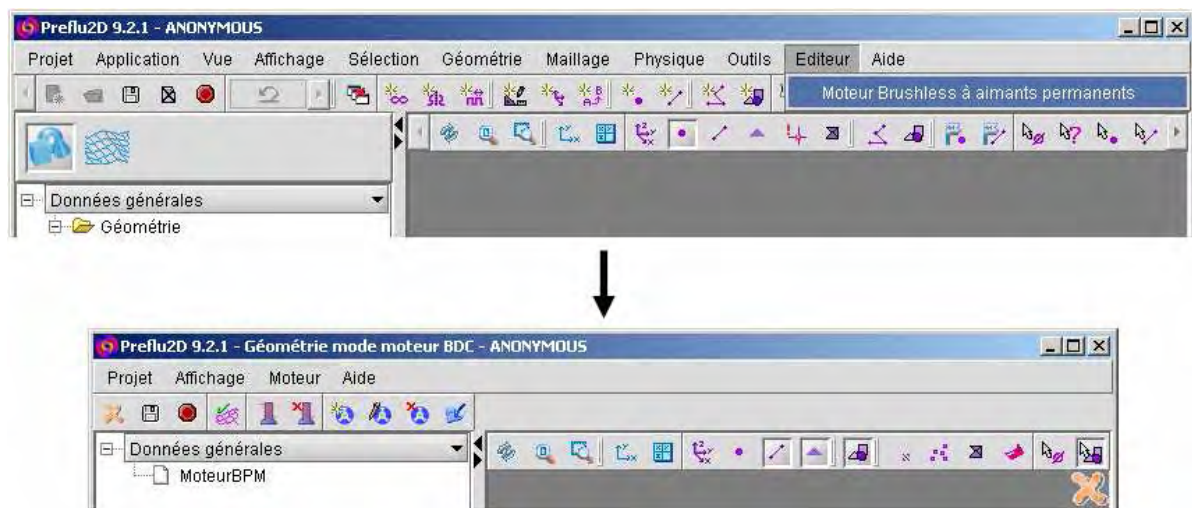 Preflu2D 9.2.1 - ANONYMOUS
Projet Application Vue Affichage Sélection Géométrie Maillage Physique Outils Editeur Aide
Moteur Brushless à aimants permanents
Données générales
Géométrie
Preflu2D 9.2.1 - Géométrie mode moteur BDC - ANONYMOUS
Projet Affichage Moteur Aide
Données générales
MoteurBPM